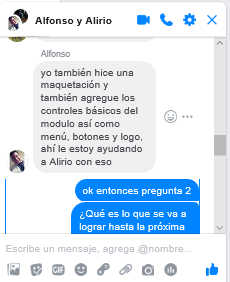 Alfonso y Alirio
Alfonso
yo también hice una
maquetación y
también agregue los
controles básicos del
modulo así como
menú, botones y logo,
ahí le estoy ayudando
a Alirio con eso
ok entonces pregunta 2
¿Qué es lo que se va a
lograr hasta la próxima
Escribe un mensaje, agrega @nombre...
GIF